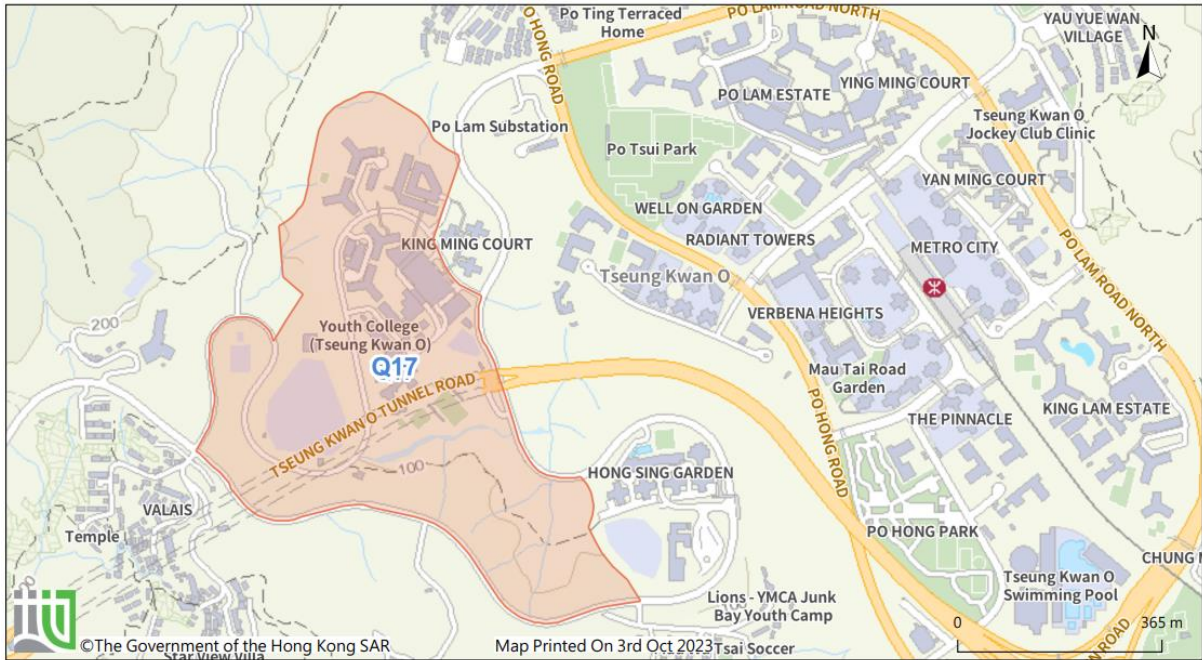 Po Ting Terraced
Home
PO HONG ROAD
PO LAM ROAD NORTH
YAU YUE WAN
VILLAGE
N
PO LAM ESTATE
YING MING COURT
Po Lam Substation
Tseung Kwan O
Jockey Club Clinic
Po Tsui Park
YAN MING COURT
WELL ON GARDEN
KING MING COURT
RADIANT TOWERS
METRO CITY
Tseung Kwan O
PO LAM ROAD NORTH
200
VERBENA HEIGHTS
Youth College
(Tseung Kwan O)
Q17
Mau Tai Road
Garden
TSEUNG KWAN O TUNNEL ROAD
THE PINNACLE
KING LAM ESTATE
PO HONG ROAD
100
HONG SING GARDEN
VALAIS
Temple
PO HONG PARK
CHUNG
Tseung Kwan O
Swimming Pool
Lions - YMCA Junk
Bay Youth Camp
0
365 m
©The Government of the Hong Kong SAR
Map Printed On 3rd Oct 2023
Tsai Soccer
Star View Villa
ROAD